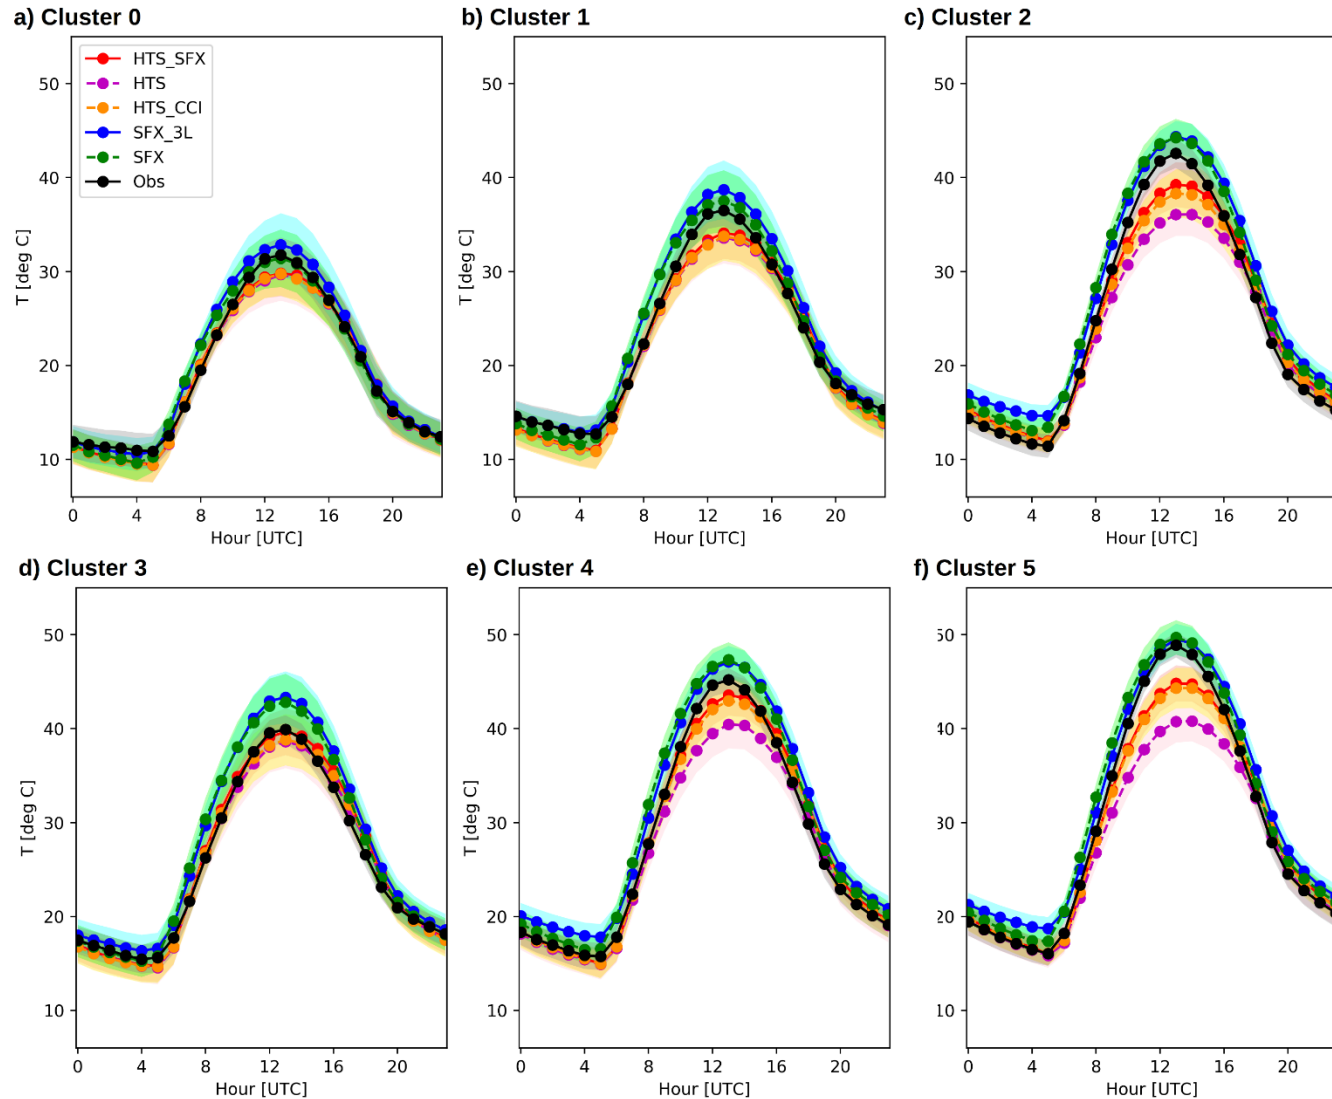 a) Cluster 0
b) Cluster 1
c) Cluster 2
HTS_SFX
HTS
HTS_CCI
SFX_3L
SFX
Obs
50
40
30
20
10
T [deg C]
0 4 8 12 16 20
Hour [UTC]
50
40
30
20
10
T [deg C]
0 4 8 12 16 20
Hour [UTC]
50
40
30
20
10
T [deg C]
0 4 8 12 16 20
Hour [UTC]
d) Cluster 3
e) Cluster 4
f) Cluster 5
50
40
30
20
10
T [deg C]
0 4 8 12 16 20
Hour [UTC]
50
40
30
20
10
T [deg C]
0 4 8 12 16 20
Hour [UTC]
50
40
30
20
10
T [deg C]
0 4 8 12 16 20
Hour [UTC]